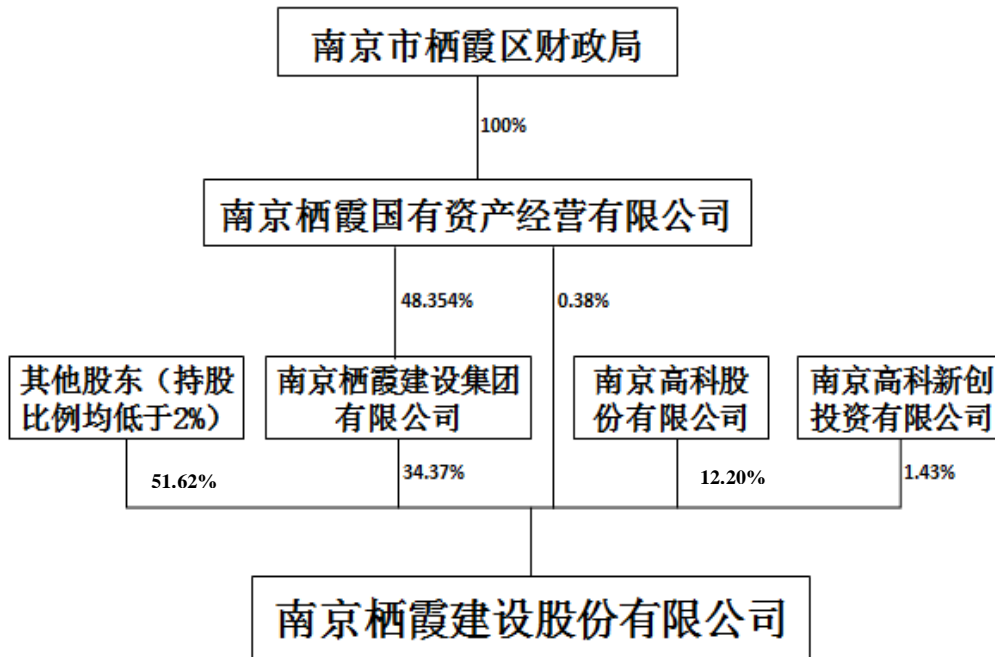 南京市栖霞区财政局
100%
南京栖霞国有资产经营有限公司
48.354%
0.38%
其他股东（持股
比例均低于2%）
南京栖霞建设集团
有限公司
南京高科股
份有限公司
南京高科新创
投资有限公司
51.62%
34.37%
12.20%
1.43%
南京栖霞建设股份有限公司